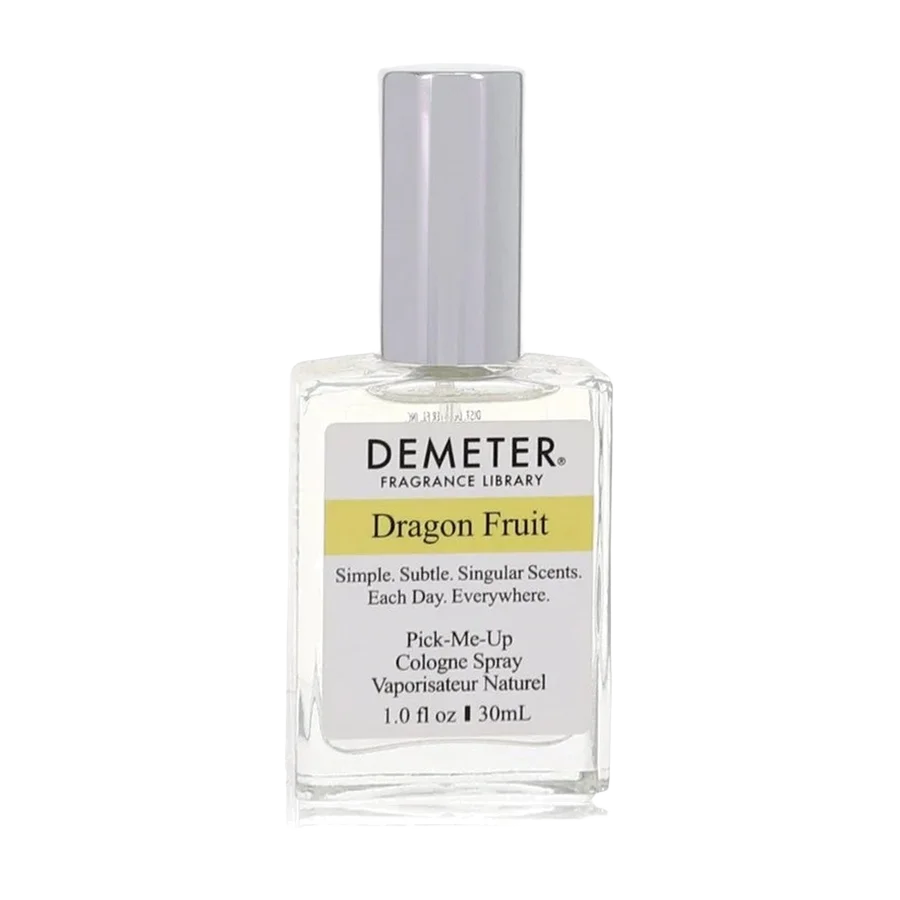 DEMETER®
FRAGRANCE LIBRARY
Dragon Fruit
Simple. Subtle. Singular Scents.
Each Day. Everywhere.
Pick-Me-Up
Cologne Spray
Vaporisateur Naturel
1.0 fl oz ❚ 30mL